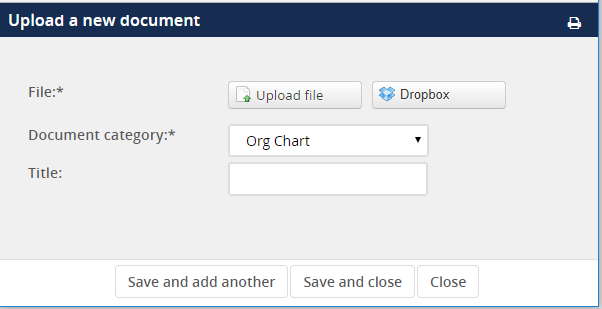 Upload a new document
File:* Upload file Dropbox
Document category:* Org Chart
Title:
Save and add another Save and close Close